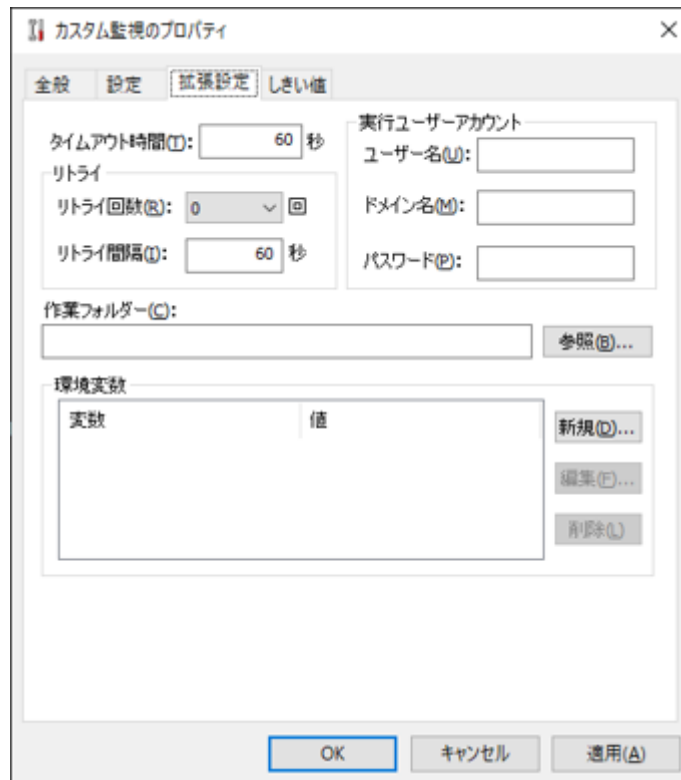 カスタム監視のプロパティ
全般 設定 拡張設定 しきい値
タイムアウト時間(T): 60 秒
リトライ
リトライ回数(R): 0 回
リトライ間隔(I): 60 秒
実行ユーザーアカウント
ユーザー名(U):
ドメイン名(M):
パスワード(P):
作業フォルダー(C):
参照(B)...
環境変数
変数 値
新規(D)...
編集(F)...
削除(L)
OK キャンセル 適用(A)